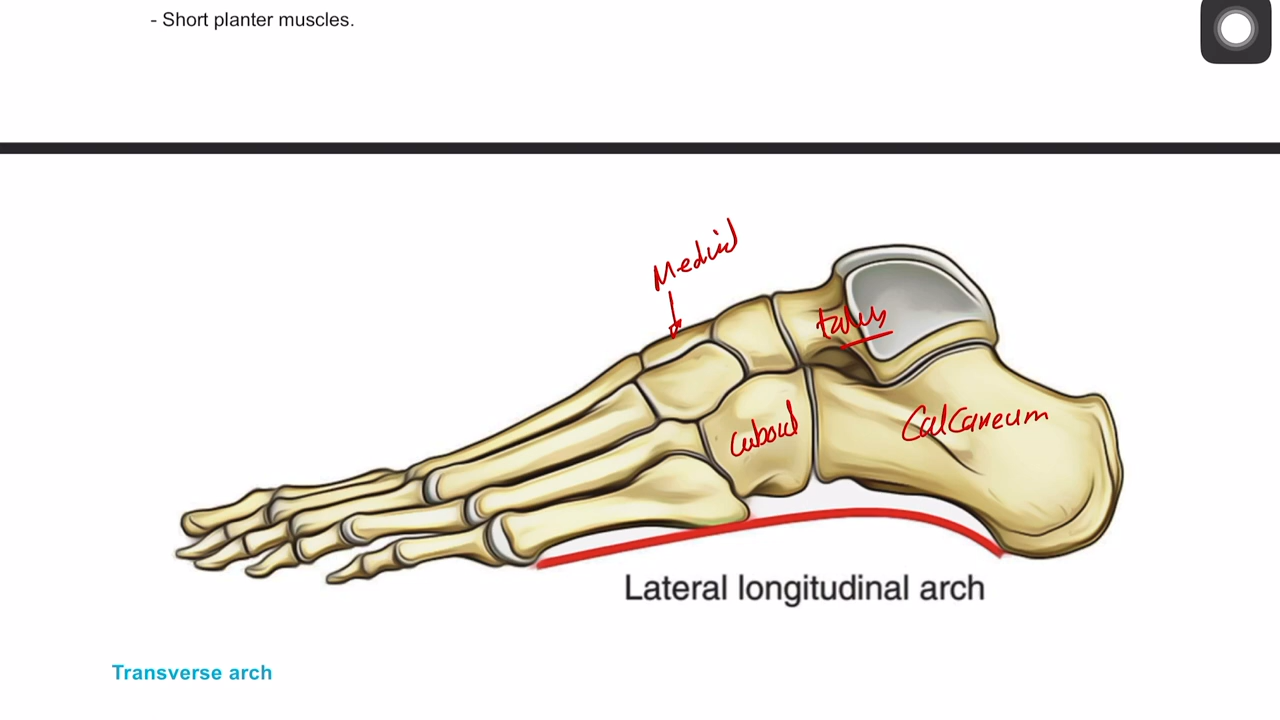 - Short planter muscles.
Medial
talus
Calcaneum
Cuboid
Lateral longitudinal arch
Transverse arch